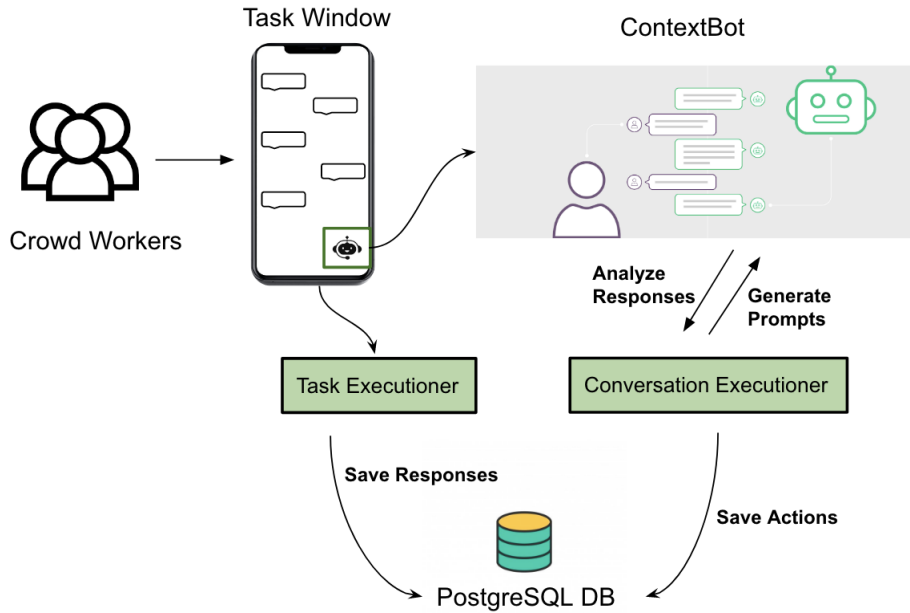 Task Window
ContextBot
Crowd Workers
Analyze
Responses
Generate
Prompts
Task Executioner
Conversation Executioner
Save Responses
Save Actions
PostgreSQL DB